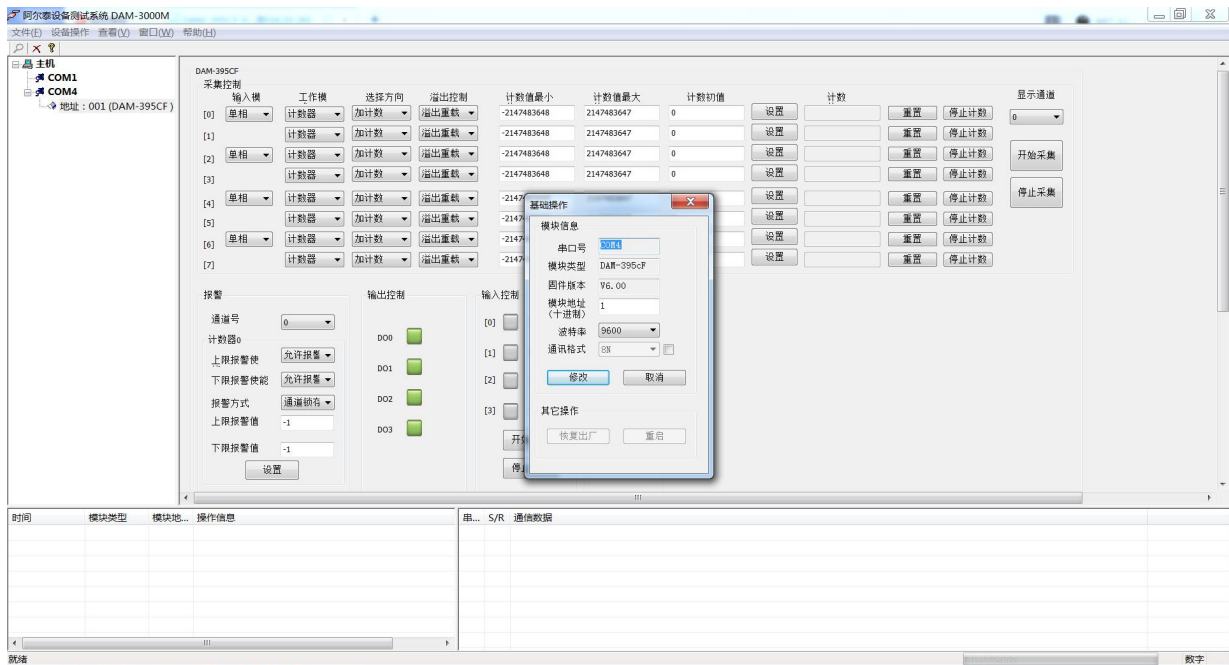 阿尔泰设备测试系统 DAM-3000M
文件(F) 设备操作 查看(V) 窗口(W) 帮助(H)
主机
COM1
COM4
地址：001 (DAM-395CF)
DAM-395CF
采集控制
输入模 工作模 选择方向 溢出控制 计数值最小 计数值最大 计数初值 计数 显示通道
[0] 单相 计数器 加计数 溢出重载 -2147483648 2147483647 0 设置 重置 停止计数 0
[1] 计数器 加计数 溢出重载 -2147483648 2147483647 0 设置 重置 停止计数
[2] 单相 计数器 加计数 溢出重载 -2147483648 2147483647 0 设置 重置 停止计数 开始采集
[3] 计数器 加计数 溢出重载 -2147483648 2147483647 0 设置 重置 停止计数
[4] 单相 计数器 加计数 溢出重载 -2147 设置 重置 停止计数 停止采集
[5] 计数器 加计数 溢出重载 -2147 设置 重置 停止计数
[6] 单相 计数器 加计数 溢出重载 -2147 设置 重置 停止计数
[7] 计数器 加计数 溢出重载 -2147 设置 重置 停止计数
报警
通道号 0
计数器0
上限报警使 允许报警
下限报警使能 允许报警
报警方式 通道锁存
上限报警值 -1
下限报警值 -1
设置
输出控制
DO0
DO1
DO2
DO3
输入控制
[0]
[1]
[2]
[3]
基础操作
模块信息
串口号 COM4
模块类型 DAM-395cF
固件版本 V6.00
模块地址 1
（十进制）
波特率 9600
通讯格式 8N
修改 取消
其它操作
恢复出厂 重启
时间 模块类型 模块地... 操作信息
串... S/R 通信数据
就绪 数字